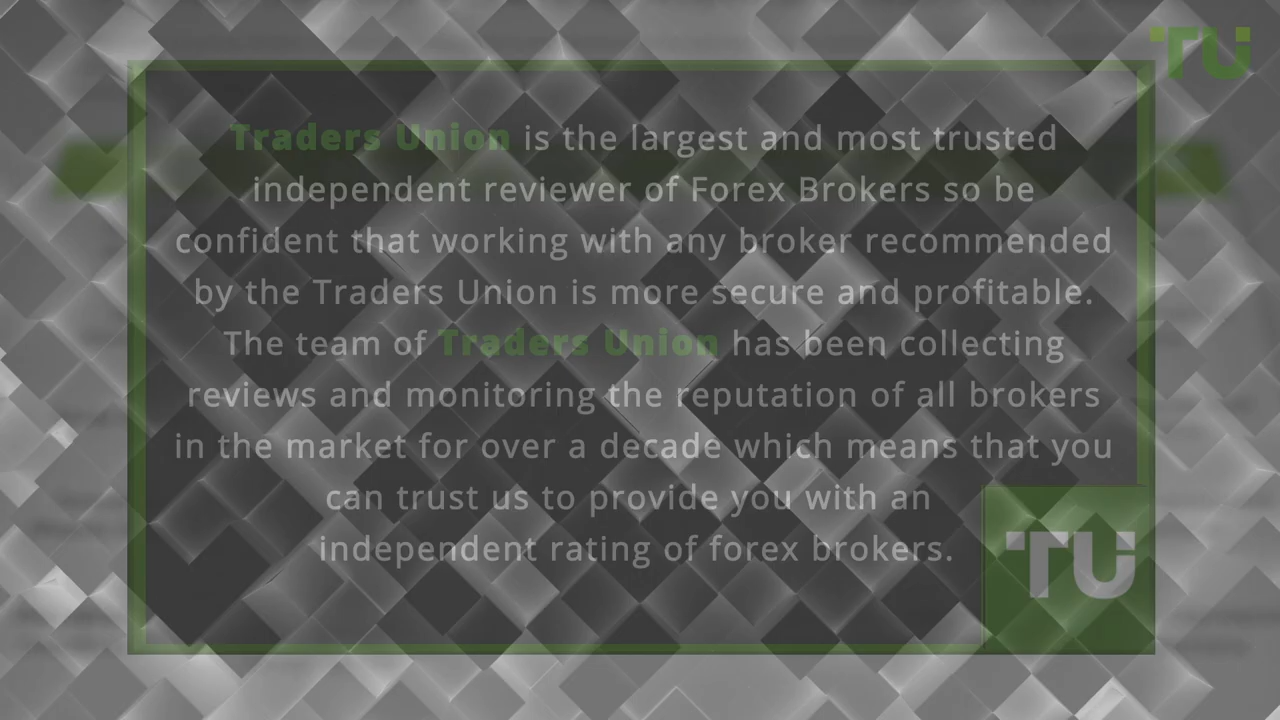 TU
Traders Union is the largest and most trusted
independent reviewer of Forex Brokers so be
confident that working with any broker recommended
by the Traders Union is more secure and profitable.
The team of Traders Union has been collecting
reviews and monitoring the reputation of all brokers
in the market for over a decade which means that you
can trust us to provide you with an
independent rating of forex brokers.
TU